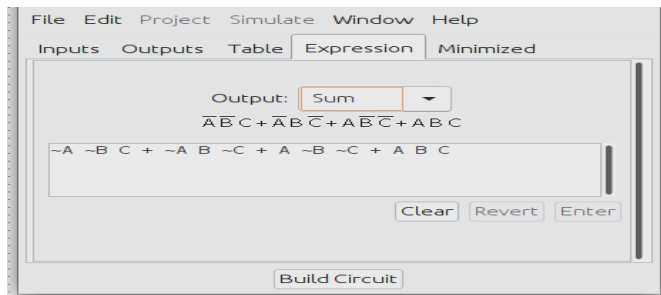 File Edit Project Simulate Window Help
Inputs Outputs Table Expression Minimized
Output: Sum
A̅ B̅ C + A̅ B C̅ + A B̅ C̅ + A B C
~A ~B C + ~A B ~C + A ~B ~C + A B C
Clear Revert Enter
Build Circuit